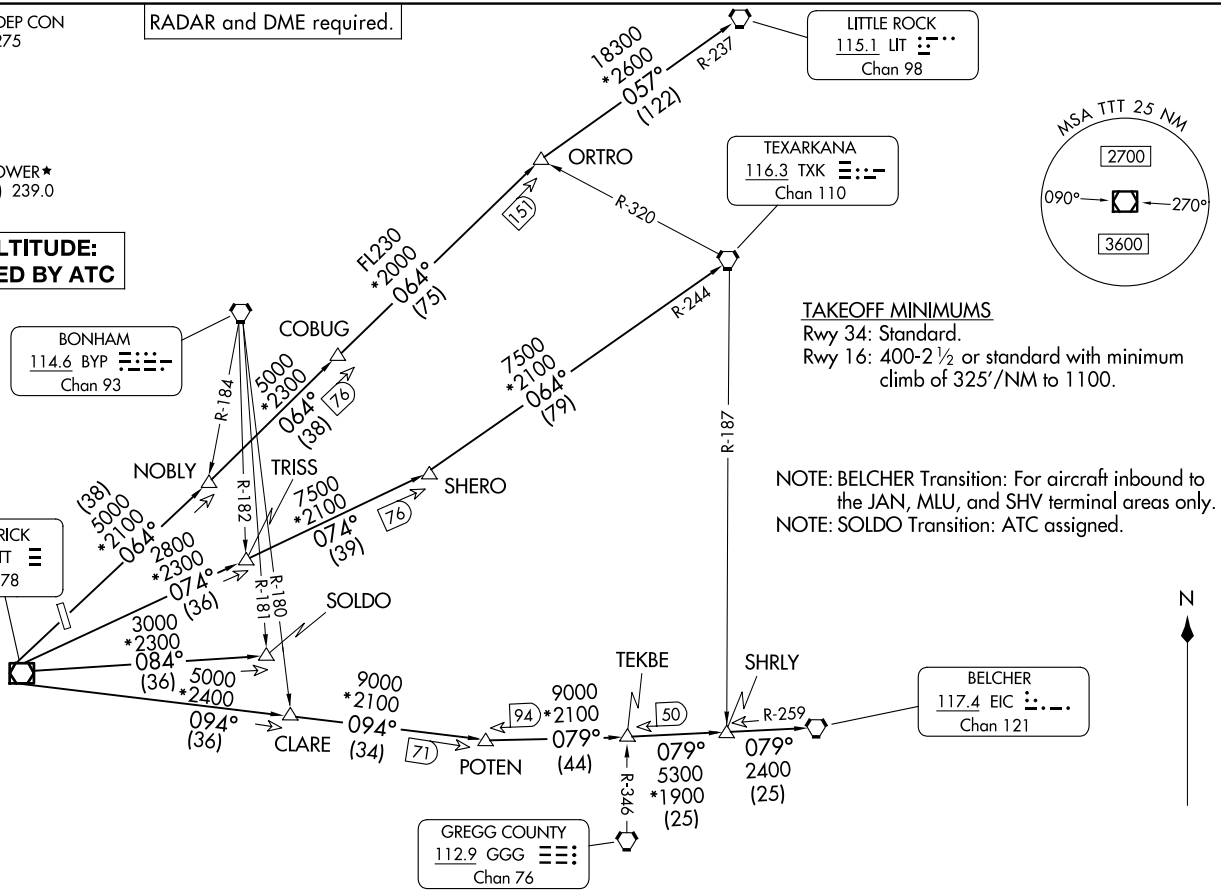 DEP CON
275
RADAR and DME required.
LITTLE ROCK
115.1 LIT
Chan 98
R-237
18300
*2600
057°
(122)
MSA TTT 25 NM
2700
090°
270°
3600
OWER★
) 239.0
ORTRO
TEXARKANA
116.3 TXK
Chan 110
R-320
151
LTITUDE:
ED BY ATC
FL230
*2000
064°
(75)
R-244
BONHAM
114.6 BYP
Chan 93
COBUG
TAKEOFF MINIMUMS
Rwy 34: Standard.
Rwy 16: 400-2 ½ or standard with minimum
climb of 325'/NM to 1100.
R-184
5000
*2300
064°
(38)
76
7500
*2100
064°
(79)
R-187
NOBLY
TRISS
SHERO
R-182
7500
*2100
074°
(39)
76
NOTE: BELCHER Transition: For aircraft inbound to
the JAN, MLU, and SHV terminal areas only.
NOTE: SOLDO Transition: ATC assigned.
(38)
5000
*2100
064°
RICK
TT
78
2800
*2300
074°
(36)
R-181
R-180
SOLDO
N
3000
*2300
084°
(36)
5000
*2400
094°
(36)
CLARE
9000
*2100
094°
(34)
71
POTEN
94
9000
*2100
079°
(44)
TEKBE
50
SHRLY
R-259
BELCHER
117.4 EIC
Chan 121
079°
5300
*1900
(25)
079°
2400
(25)
R-346
GREGG COUNTY
112.9 GGG
Chan 76